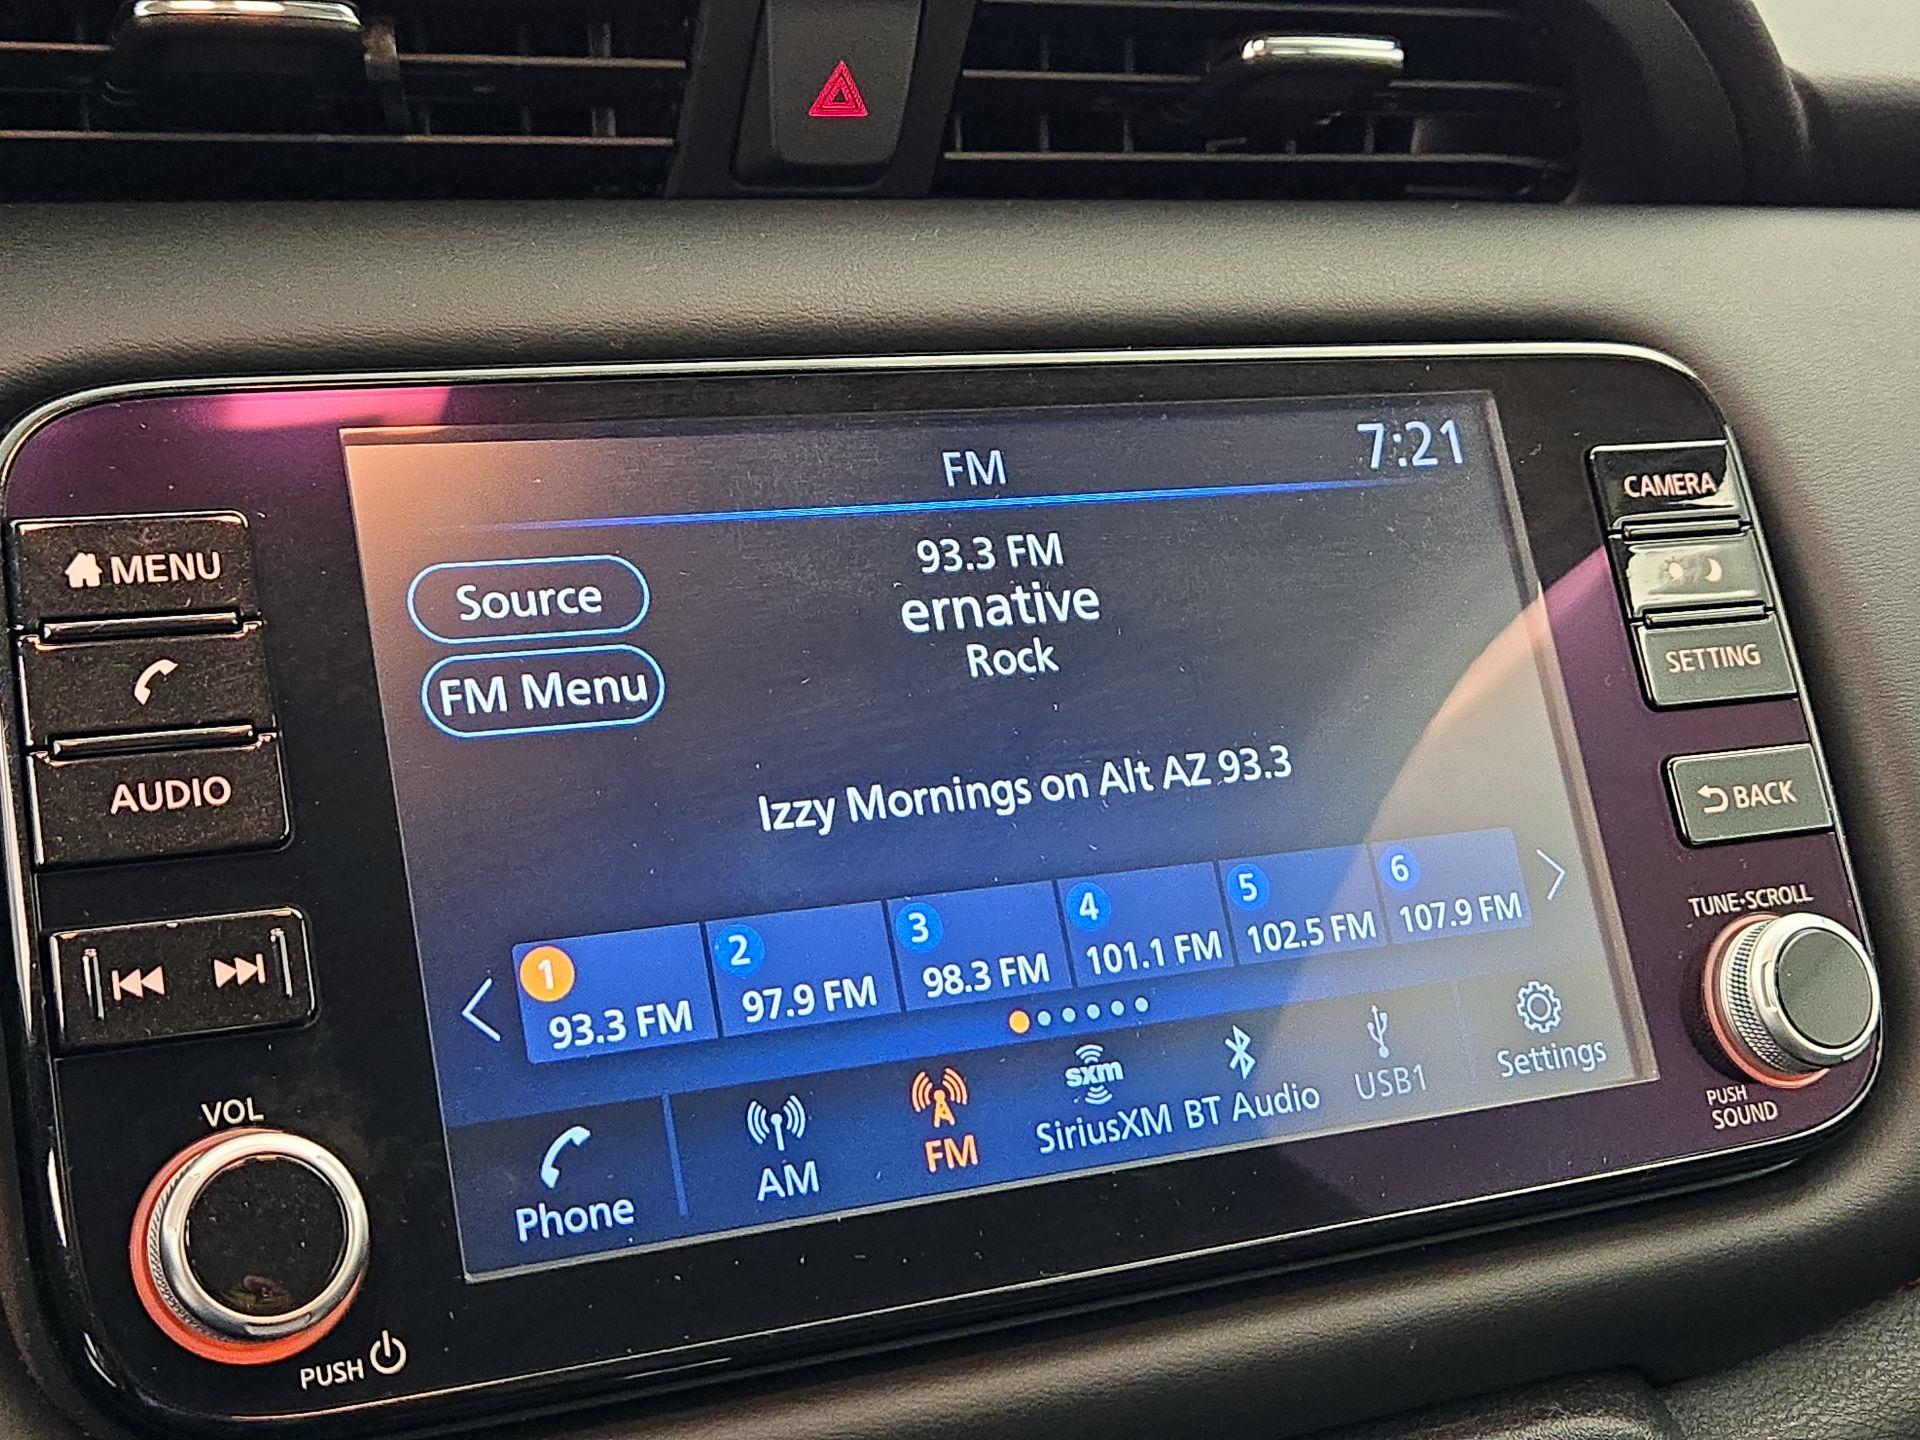 FM
7:21
93.3 FM
ernative
Rock
Source
FM Menu
Izzy Mornings on Alt AZ 93.3
1
93.3 FM
2
97.9 FM
3
98.3 FM
4
101.1 FM
5
102.5 FM
6
107.9 FM
Phone
AM
FM
sxm
SiriusXM
BT Audio
USB1
Settings
MENU
AUDIO
VOL
PUSH
CAMERA
SETTING
BACK
TUNE·SCROLL
PUSH
SOUND